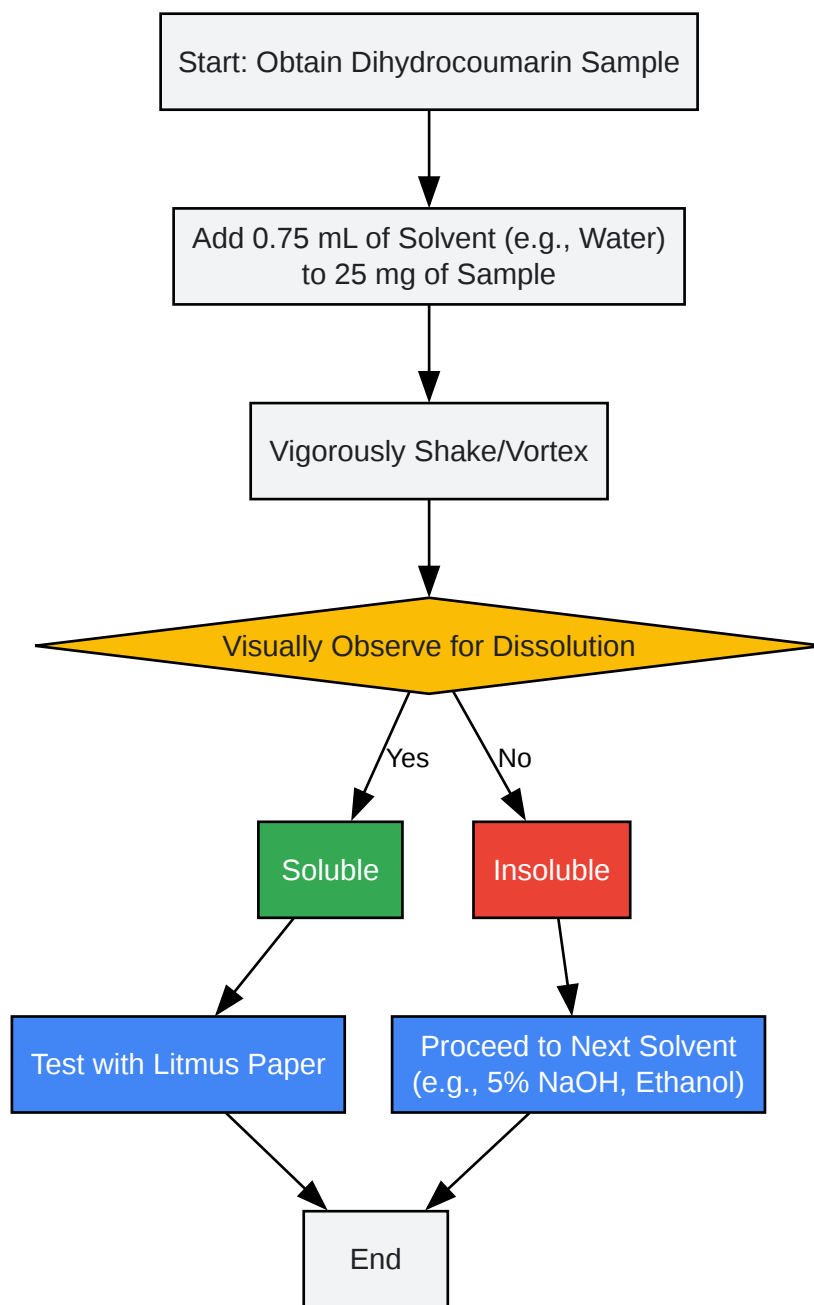 Start: Obtain Dihydrocoumarin Sample
Add 0.75 mL of Solvent (e.g., Water)
to 25 mg of Sample
Vigorously Shake/Vortex
Visually Observe for Dissolution
Yes
No
Soluble
Insoluble
Test with Litmus Paper
Proceed to Next Solvent
(e.g., 5% NaOH, Ethanol)
End